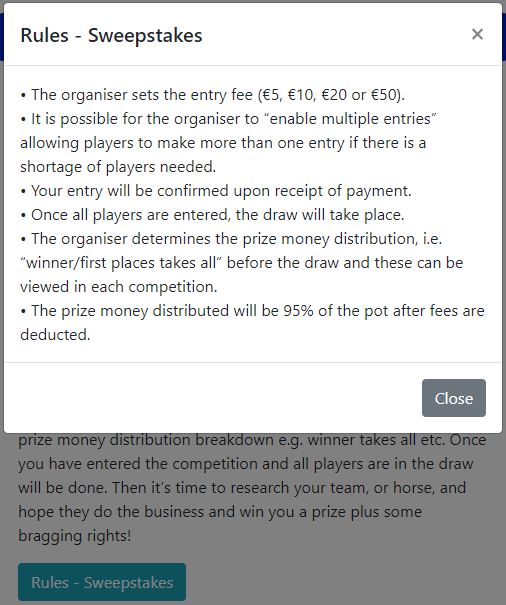 Rules - Sweepstakes ×
• The organiser sets the entry fee (€5, €10, €20 or €50).
• It is possible for the organiser to “enable multiple entries”
allowing players to make more than one entry if there is a
shortage of players needed.
• Your entry will be confirmed upon receipt of payment.
• Once all players are entered, the draw will take place.
• The organiser determines the prize money distribution, i.e.
“winner/first places takes all” before the draw and these can be
viewed in each competition.
• The prize money distributed will be 95% of the pot after fees are
deducted.
Close
prize money distribution breakdown e.g. winner takes all etc. Once
you have entered the competition and all players are in the draw
will be done. Then it’s time to research your team, or horse, and
hope they do the business and win you a prize plus some
bragging rights!
Rules - Sweepstakes